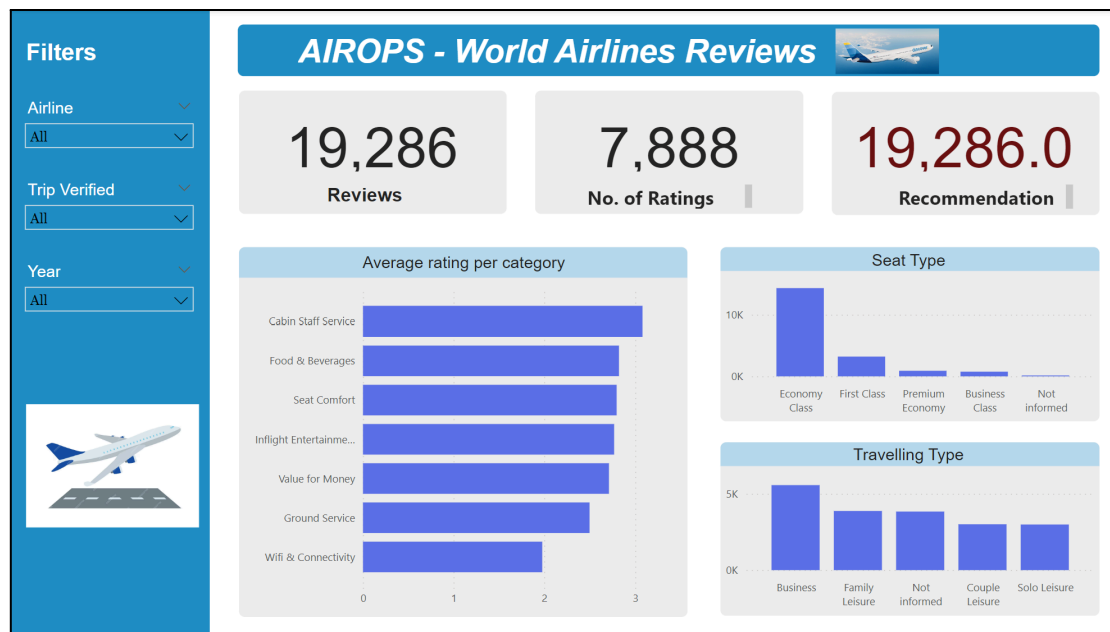 Filters
Airline
All
Trip Verified
All
Year
All
AIROPS - World Airlines Reviews
19,286
Reviews
7,888
No. of Ratings
19,286.0
Recommendation
Average rating per category
Cabin Staff Service
Food & Beverages
Seat Comfort
Inflight Entertainme...
Value for Money
Ground Service
Wifi & Connectivity
0 1 2 3
Seat Type
10K
0K
Economy
Class
First Class
Premium
Economy
Business
Class
Not
informed
Travelling Type
5K
0K
Business
Family
Leisure
Not
informed
Couple
Leisure
Solo Leisure